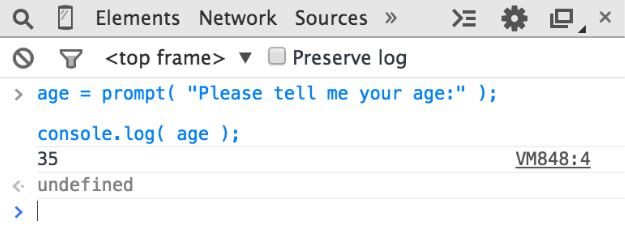 Elements Network Sources »
<top frame> ▼ Preserve log
> age = prompt( "Please tell me your age:" );
console.log( age );
35 VM848:4
undefined
>